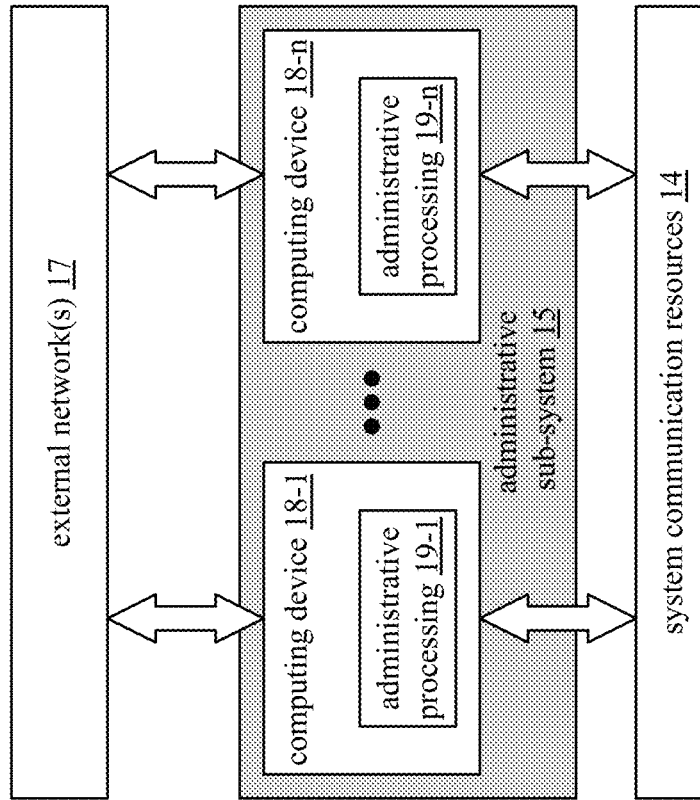 external network(s) 17
computing device 18-1
administrative
processing 19-1
computing device 18-n
administrative
processing 19-n
administrative
sub-system 15
system communication resources 14